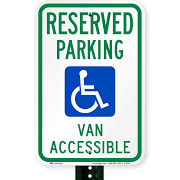 RESERVED
PARKING
VAN
ACCESSIBLE